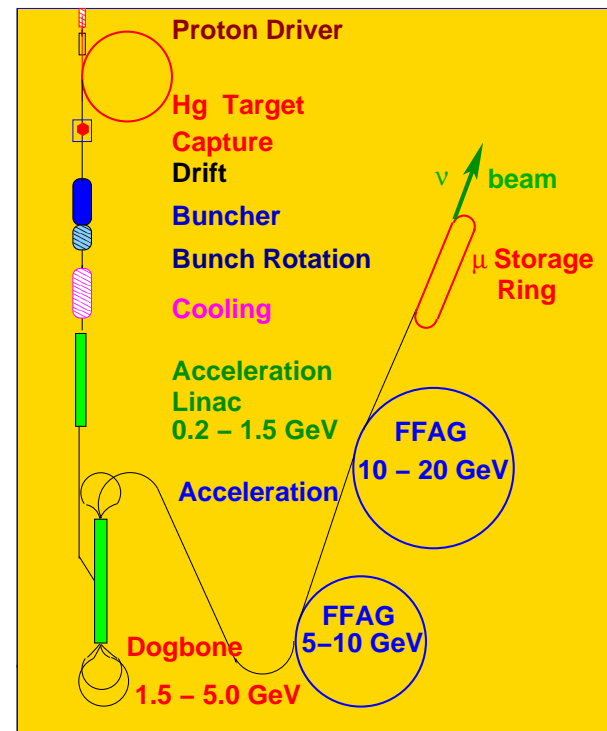 Proton Driver
Hg Target
Capture
Drift
ν beam
Buncher
Bunch Rotation
μ Storage
Ring
Cooling
Acceleration
Linac
0.2 – 1.5 GeV
FFAG
10 – 20 GeV
Acceleration
FFAG
5–10 GeV
Dogbone
1.5 – 5.0 GeV